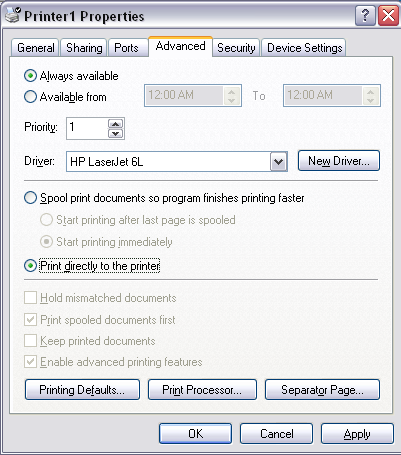 Printer1 Properties
General Sharing Ports Advanced Security Device Settings
Always available
Available from 12:00 AM To 12:00 AM
Priority: 1
Driver: HP LaserJet 6L New Driver...
Spool print documents so program finishes printing faster
Start printing after last page is spooled
Start printing immediately
Print directly to the printer
Hold mismatched documents
Print spooled documents first
Keep printed documents
Enable advanced printing features
Printing Defaults... Print Processor... Separator Page...
OK Cancel Apply